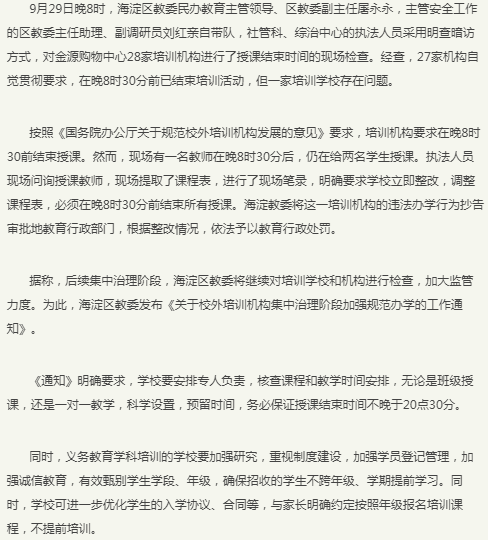 9月29日晚8时，海淀区教委民办教育主管领导、区教委副主任屠永永，主管安全工作
的区教委主任助理、副调研员刘红亲自带队，社管科、综治中心的执法人员采用明查暗访
方式，对金源购物中心28家培训机构进行了授课结束时间的现场检查。经查，27家机构自
觉贯彻要求，在晚8时30分前已结束培训活动，但一家培训学校存在问题。
按照《国务院办公厅关于规范校外培训机构发展的意见》要求，培训机构要求在晚8时
30前结束授课。然而，现场有一名教师在晚8时30分后，仍在给两名学生授课。执法人员
现场问询授课教师，现场提取了课程表，进行了现场笔录，明确要求学校立即整改，调整
课程表，必须在晚8时30分前结束所有授课。海淀教委将这一培训机构的违法办学行为抄告
审批地教育行政部门，根据整改情况，依法予以教育行政处罚。
据称，后续集中治理阶段，海淀区教委将继续对培训学校和机构进行检查，加大监管
力度。为此，海淀区教委发布《关于校外培训机构集中治理阶段加强规范办学的工作通
知》。
《通知》明确要求，学校要安排专人负责，核查课程和教学时间安排，无论是班级授
课，还是一对一教学，科学设置，预留时间，务必保证授课结束时间不晚于20点30分。
同时，义务教育学科培训的学校要加强研究，重视制度建设，加强学员登记管理，加
强诚信教育，有效甄别学生学段、年级，确保招收的学生不跨年级、学期提前学习。同
时，学校可进一步优化学生的入学协议、合同等，与家长明确约定按照年级报名培训课
程，不提前培训。